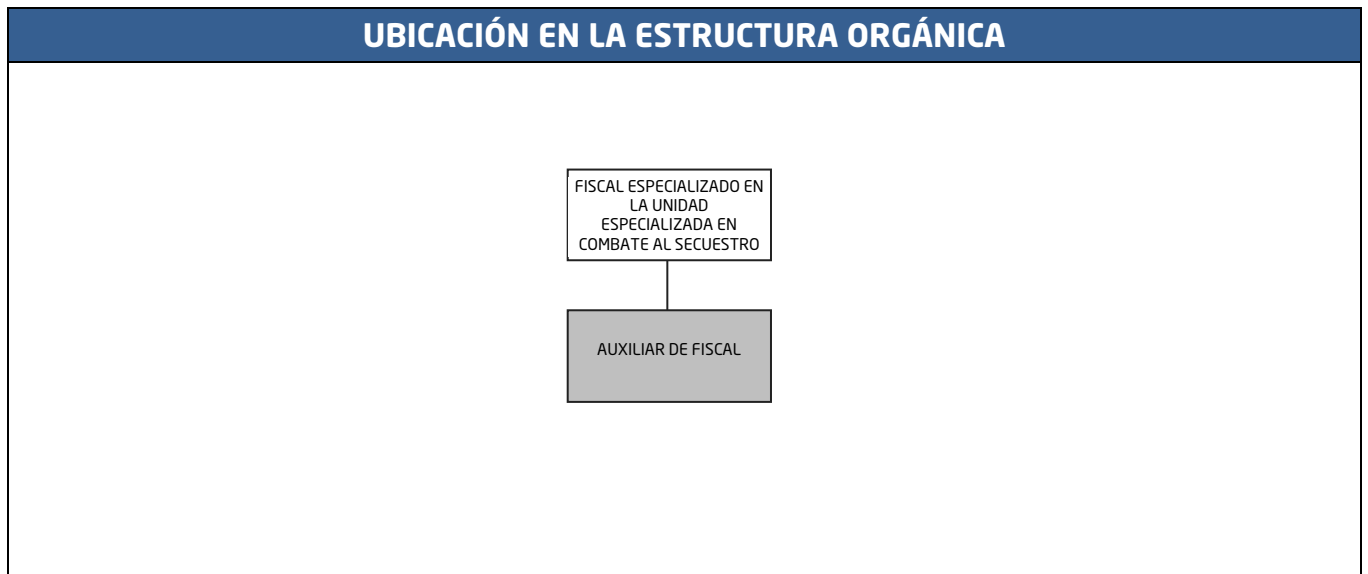 UBICACIÓN EN LA ESTRUCTURA ORGÁNICA
FISCAL ESPECIALIZADO EN
LA UNIDAD
ESPECIALIZADA EN
COMBATE AL SECUESTRO
AUXILIAR DE FISCAL